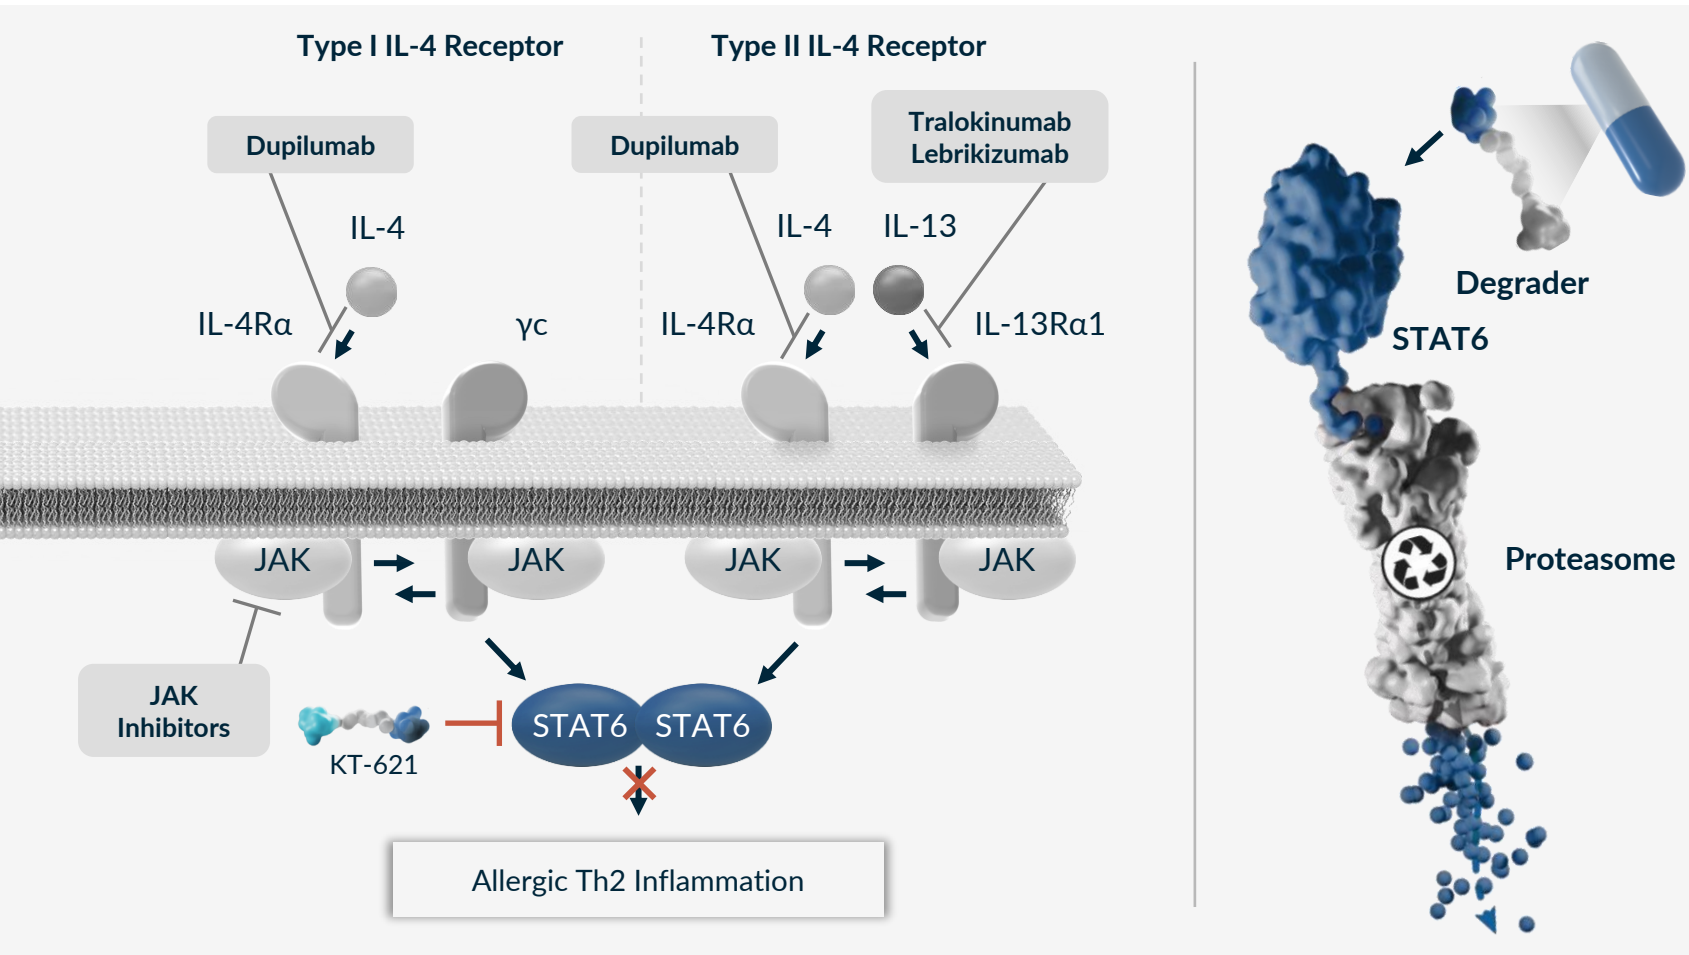 Type I IL-4 Receptor
Type II IL-4 Receptor
Dupilumab
Dupilumab
Tralokinumab
Lebrikizumab
IL-4
IL-4
IL-13
IL-4Rα
γc
IL-4Rα
IL-13Rα1
JAK
JAK
JAK
JAK
JAK
Inhibitors
KT-621
STAT6
STAT6
Allergic Th2 Inflammation
Degrader
STAT6
Proteasome